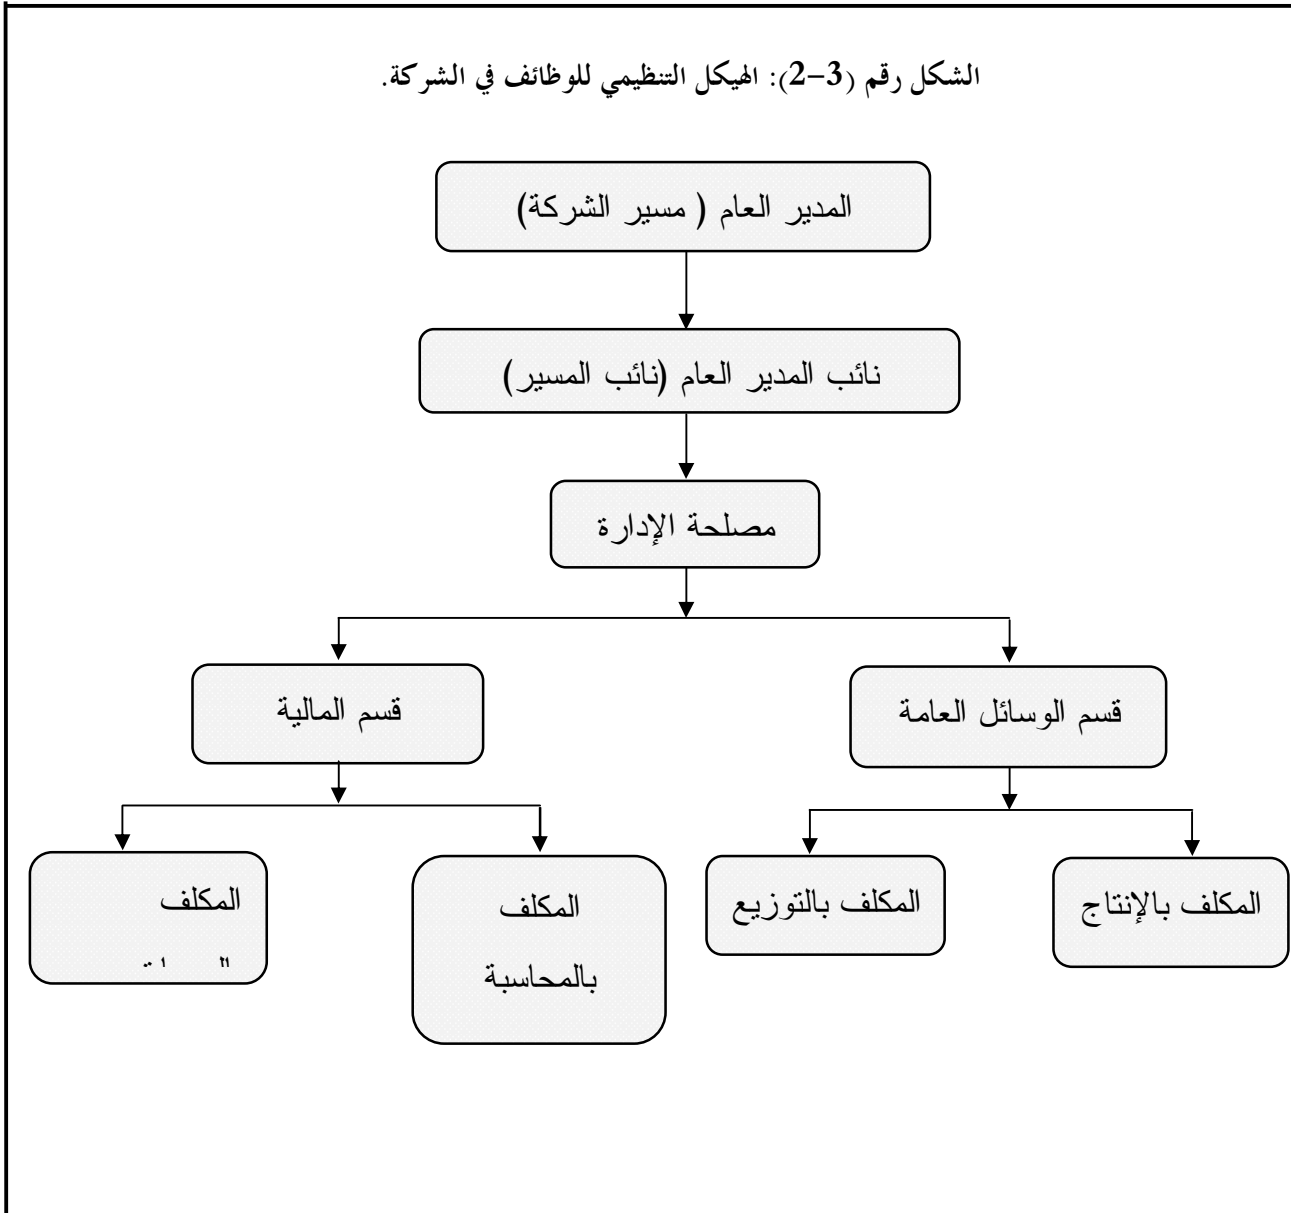 الشكل رقم (3-2): الهيكل التنظيمي للوظائف في الشركة.
المدير العام ( مسير الشركة)
نائب المدير العام (نائب المسير)
مصلحة الإدارة
قسم الوسائل العامة
قسم المالية
المكلف بالإنتاج
المكلف بالتوزيع
المكلف
بالمحاسبة
المكلف